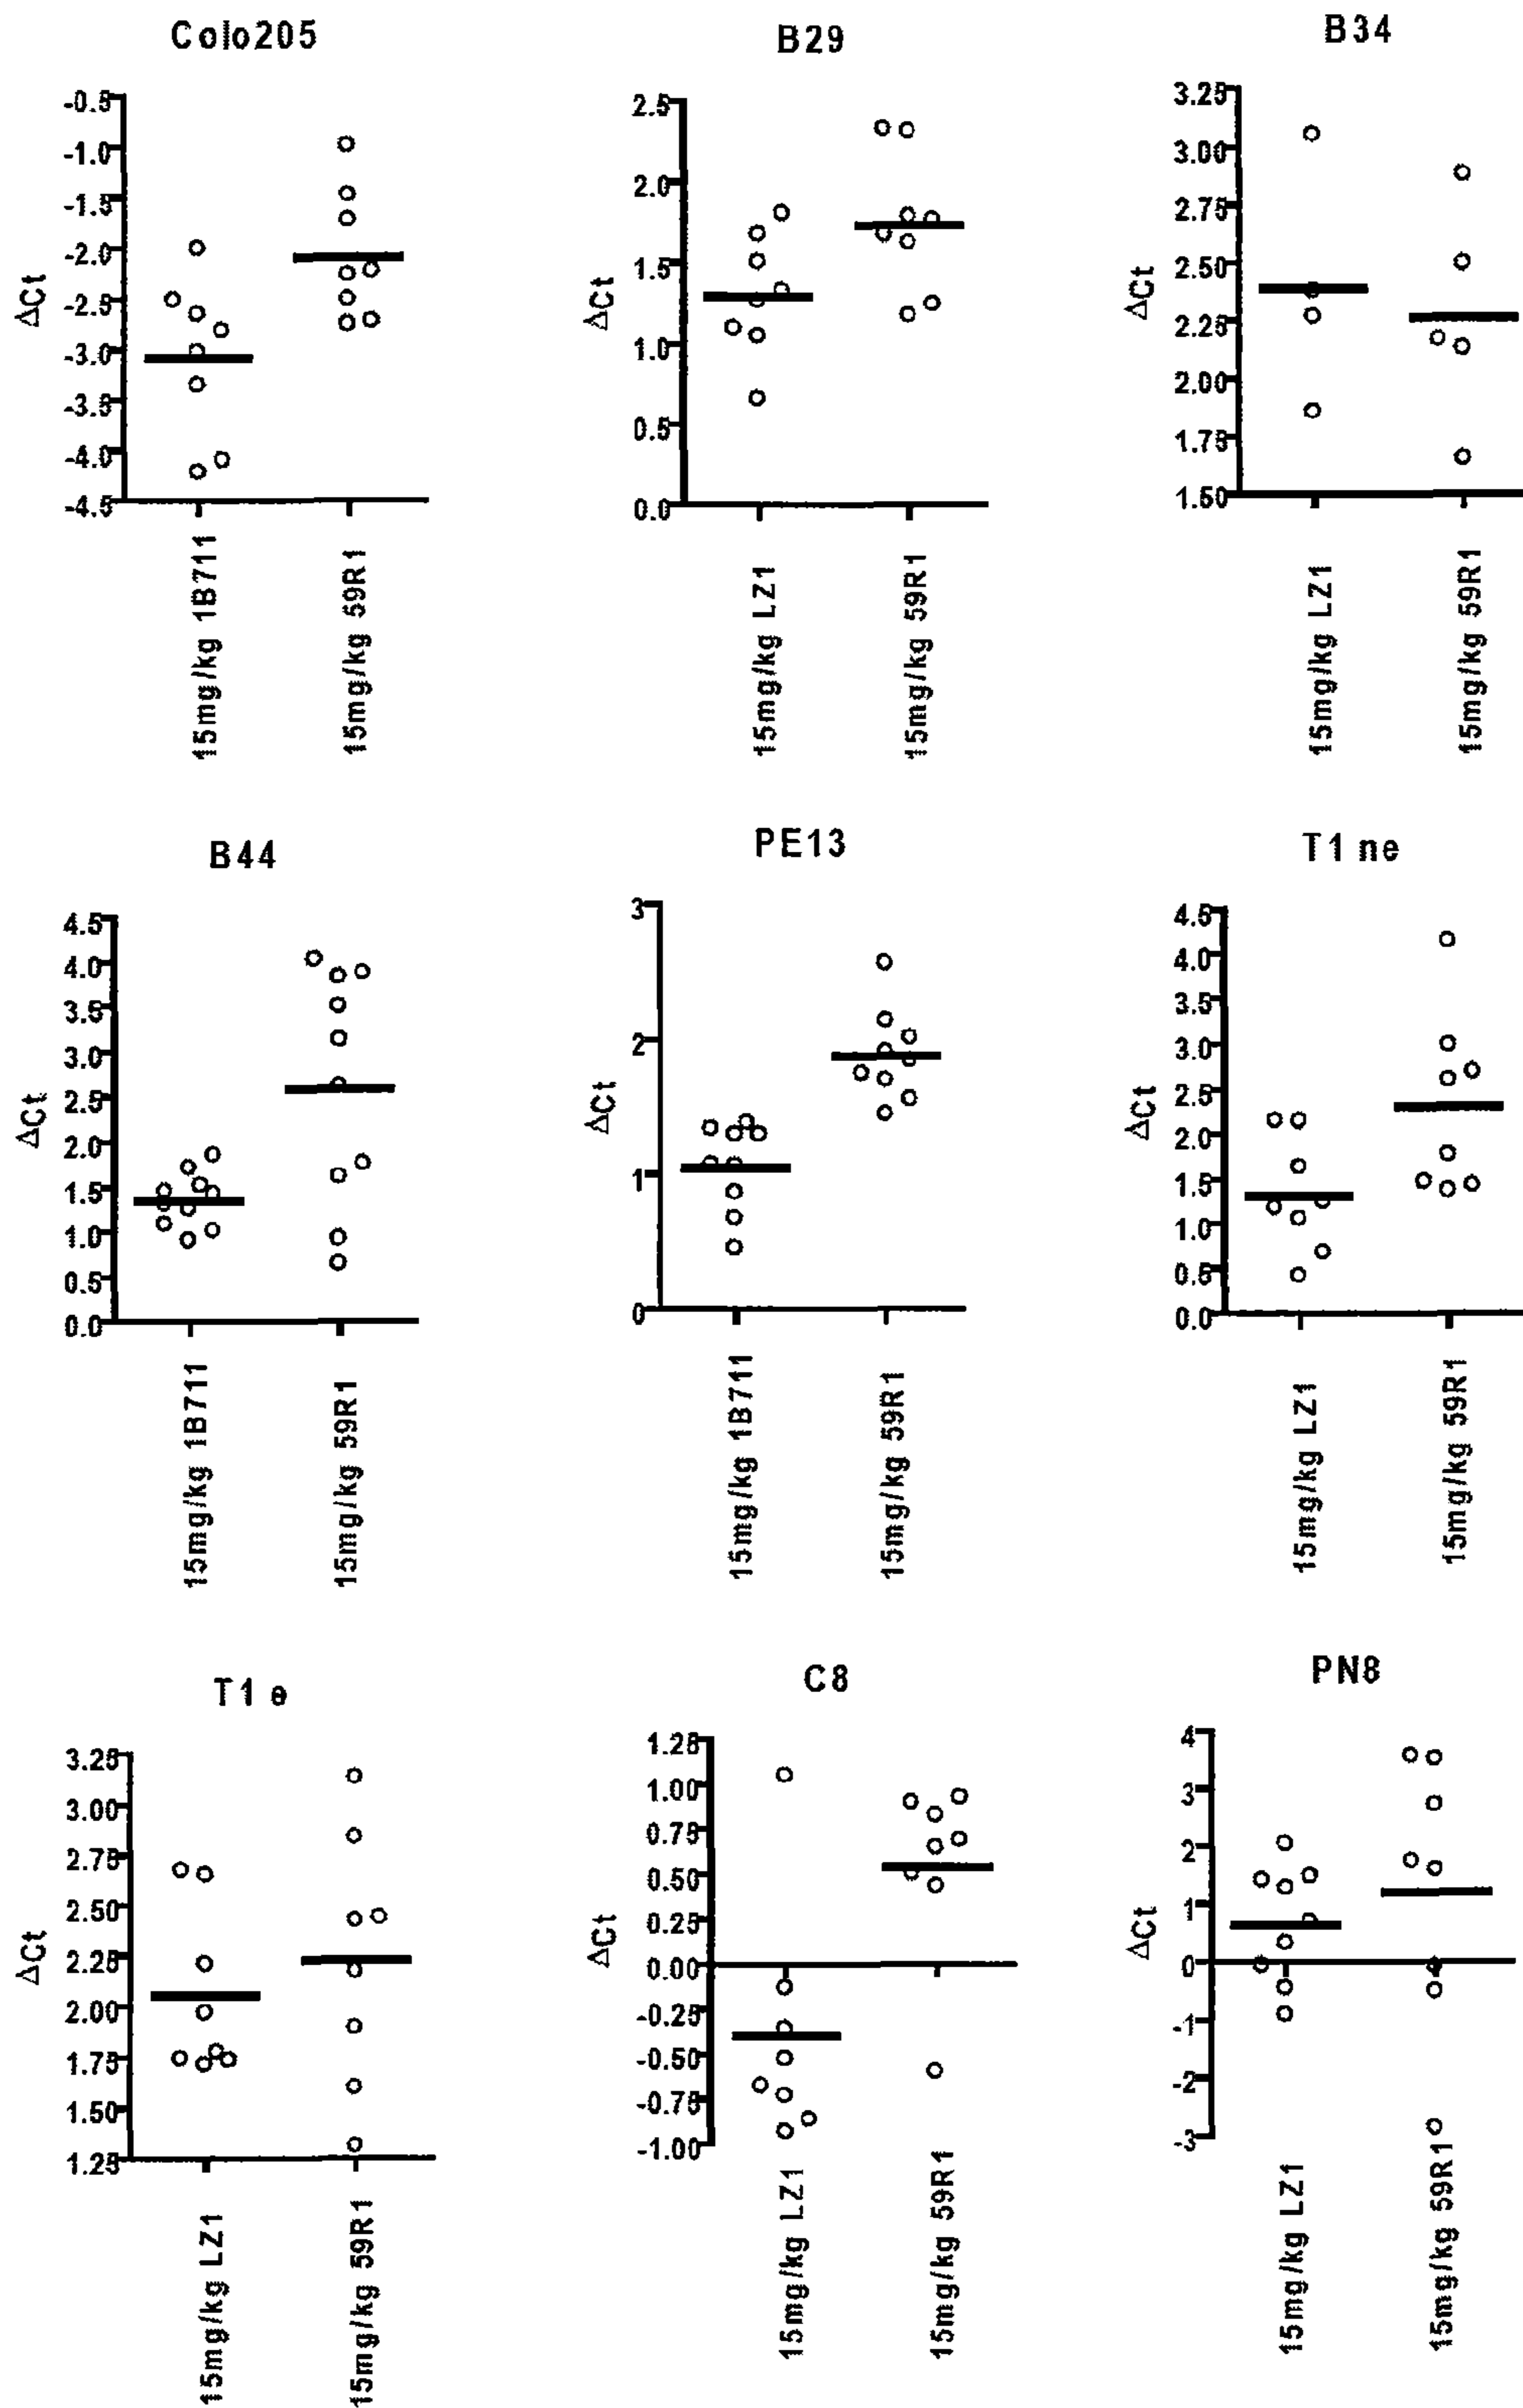 Colo205
ΔCt
-0.5
-1.0
-1.5
-2.0
-2.5
-3.0
-3.5
-4.0
-4.5
15mg/kg 1B711
15mg/kg 59R1
B29
ΔCt
2.5
2.0
1.5
1.0
0.5
0.0
15mg/kg LZ1
15mg/kg 59R1
B34
ΔCt
3.25
3.00
2.75
2.50
2.25
2.00
1.75
1.50
15mg/kg LZ1
15mg/kg 59R1
B44
ΔCt
4.5
4.0
3.5
3.0
2.5
2.0
1.5
1.0
0.5
0.0
15mg/kg 1B711
15mg/kg 59R1
PE13
ΔCt
3
2
1
0
15mg/kg 1B711
15mg/kg 59R1
T1 ne
ΔCt
4.5
4.0
3.5
3.0
2.5
2.0
1.5
1.0
0.5
0.0
15mg/kg LZ1
15mg/kg 59R1
T1 e
ΔCt
3.25
3.00
2.75
2.50
2.25
2.00
1.75
1.50
1.25
15mg/kg LZ1
15mg/kg 59R1
C8
ΔCt
1.25
1.00
0.75
0.50
0.25
0.00
-0.25
-0.50
-0.75
-1.00
15mg/kg LZ1
15mg/kg 59R1
PN8
ΔCt
4
3
2
1
0
-1
-2
-3
15mg/kg LZ1
15mg/kg 59R1